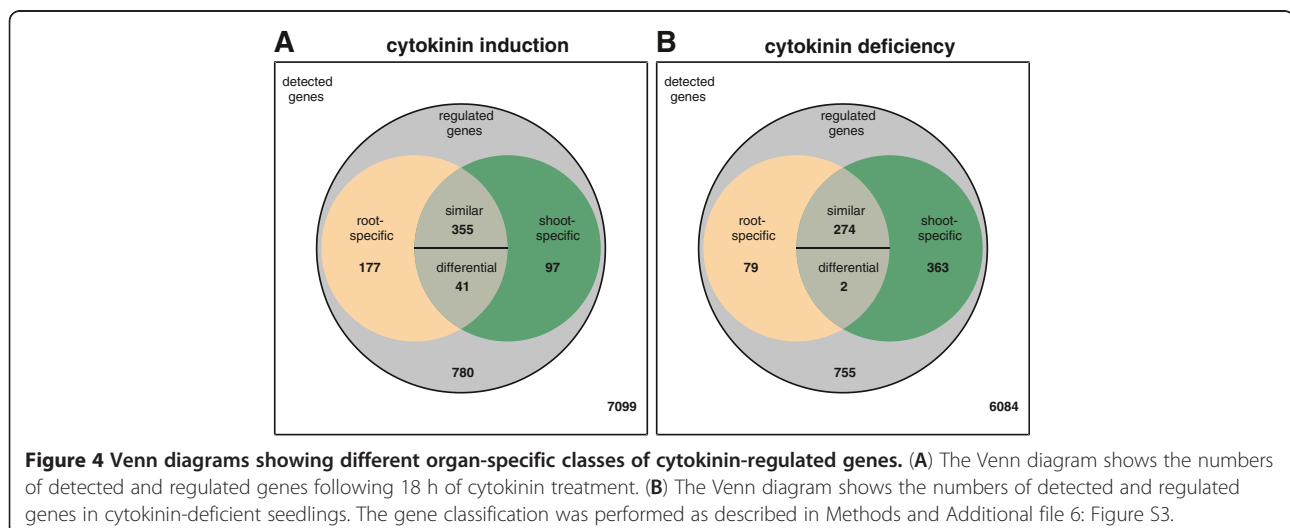 A cytokinin induction
detected
genes
regulated
genes
similar
355
root-
specific
shoot-
specific
177
differential
97
41
780
7099
B cytokinin deficiency
detected
genes
regulated
genes
similar
274
root-
specific
shoot-
specific
79
differential
363
2
755
6084
Figure 4 Venn diagrams showing different organ-specific classes of cytokinin-regulated genes. (A) The Venn diagram shows the numbers
of detected and regulated genes following 18 h of cytokinin treatment. (B) The Venn diagram shows the numbers of detected and regulated
genes in cytokinin-deficient seedlings. The gene classification was performed as described in Methods and Additional file 6: Figure S3.